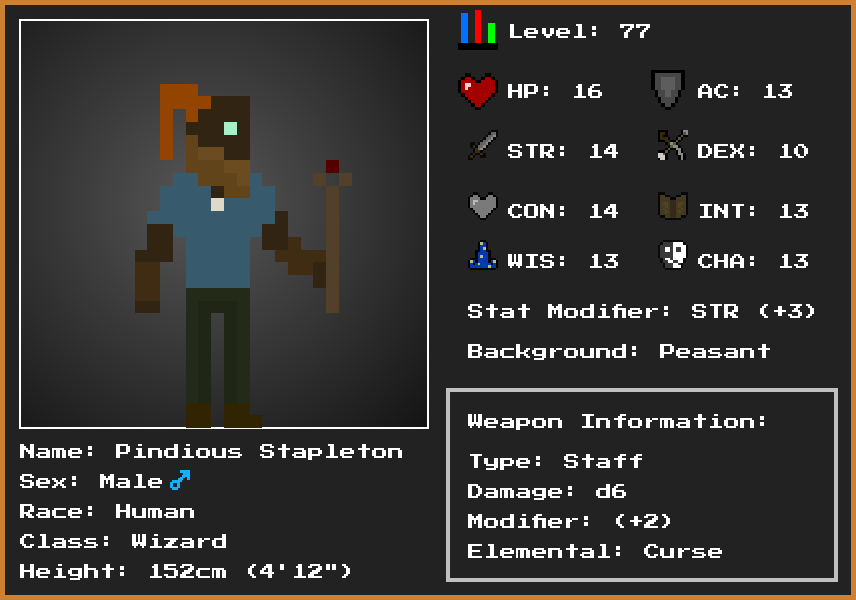 Level: 77
HP: 16 AC: 13
STR: 14 DEX: 10
CON: 14 INT: 13
WIS: 13 CHA: 13
Stat Modifier: STR (+3)
Background: Peasant
Weapon Information:
Type: Staff
Damage: d6
Modifier: (+2)
Elemental: Curse
Name: Pindious Stapleton
Sex: Male ♂
Race: Human
Class: Wizard
Height: 152cm (4'12")